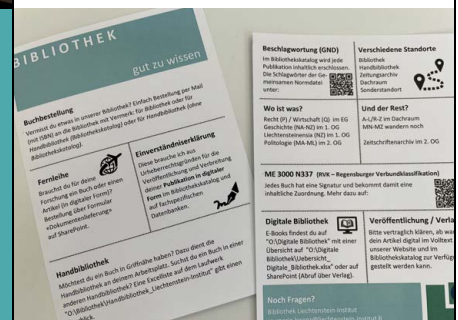 BIBLIOTHEK
gut zu wissen
Buchbestellung
Vermisst du etwas in unserer Bibliothek? Einfach Bestellung per Mail
(mit ISBN) an die Bibliothek mit Vermerk: für Bibliothek oder für
Handbibliothek (Bibliothekskatalog) oder für Handbibliothek (ohne
Bibliothekskatalog).
Fernleihe
Brauchst du für deine
Forschung ein Buch oder einen
Artikel (in digitaler Form)?
Bestellung über Formular
«Dokumentenlieferung»
auf SharePoint.
Einverständniserklärung
Diese brauche ich aus
Urheberrechtsgründen für die
Veröffentlichung und Verbreitung
deiner Publikation in digitaler
Form im Bibliothekskatalog und
auf fachspezifischen
Datenbanken.
Handbibliothek
Möchtest du ein Buch in Griffnähe haben? Dazu dient die
Handbibliothek an deinem Arbeitsplatz. Suchst du ein Buch in einer
anderen Handbibliothek? Eine Exceliste auf dem Laufwerk
"O:\Bibliothek\Handbibliothek_Liechtenstein-Institut" gibt einen
Beschlagwortung (GND)
Im Bibliothekskatalog wird jede
Publikation inhaltlich erschlossen.
Die Schlagwörter der Ge-
meinsamen Normdatei
unter:
Verschiedene Standorte
Bibliothek
Handbibliothek
Zeitungsarchiv
Dachraum
Sonderstandort
Wo ist was?
Recht (P) / Wirtschaft (Q) im EG
Geschichte (NA-NZ) im 1. OG
Liechtensteinensia (NZ) im 1. OG
Politologie (MA-ML) im 2. OG
Und der Rest?
A-L/R-Z im Dachraum
MN-MZ wandern noch
Zeitschriftenarchiv im 2. OG
ME 3000 N337 (RVK – Regensburger Verbundklassifikation)
Jedes Buch hat eine Signatur und bekommt damit eine
inhaltliche Zuordnung. Mehr dazu auf:
Digitale Bibliothek
E-Books findest du auf
"O:\Digitale Bibliothek" mit einer
Übersicht auf "O:\Digitale
Bibliothek\Uebersicht_
Digitale_Bibliothek.xlsx" oder auf
SharePoint (Abruf über Verlag).
Veröffentlichung / Verla
Bitte vertraglich klären, ab wa
dein Artikel digital im Volltext
unserer Website und im
Bibliothekskatalog zur Verfüg
gestellt werden kann.
Noch Fragen?
Bibliothek Liechtenstein-Institut